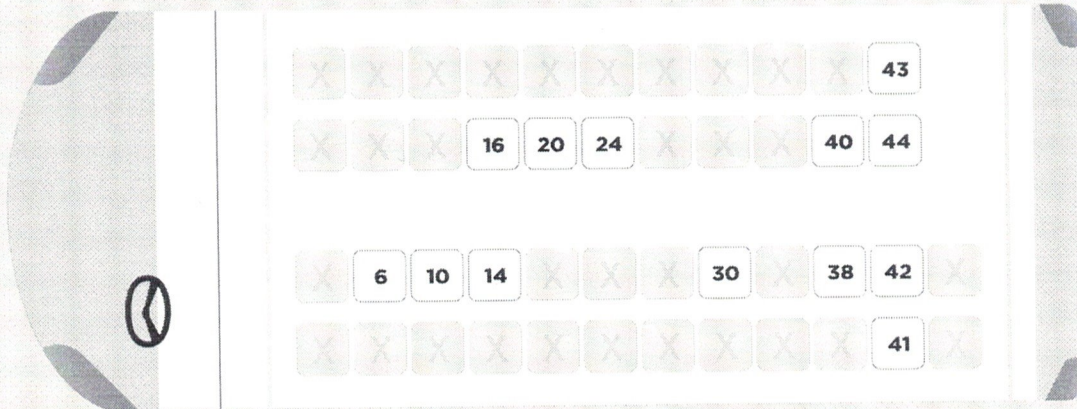 X X X X X X X X X X 43
X X X 16 20 24 X X X 40 44
X 6 10 14 X X X 30 X 38 42 X
X X X X X X X X X X 41 X